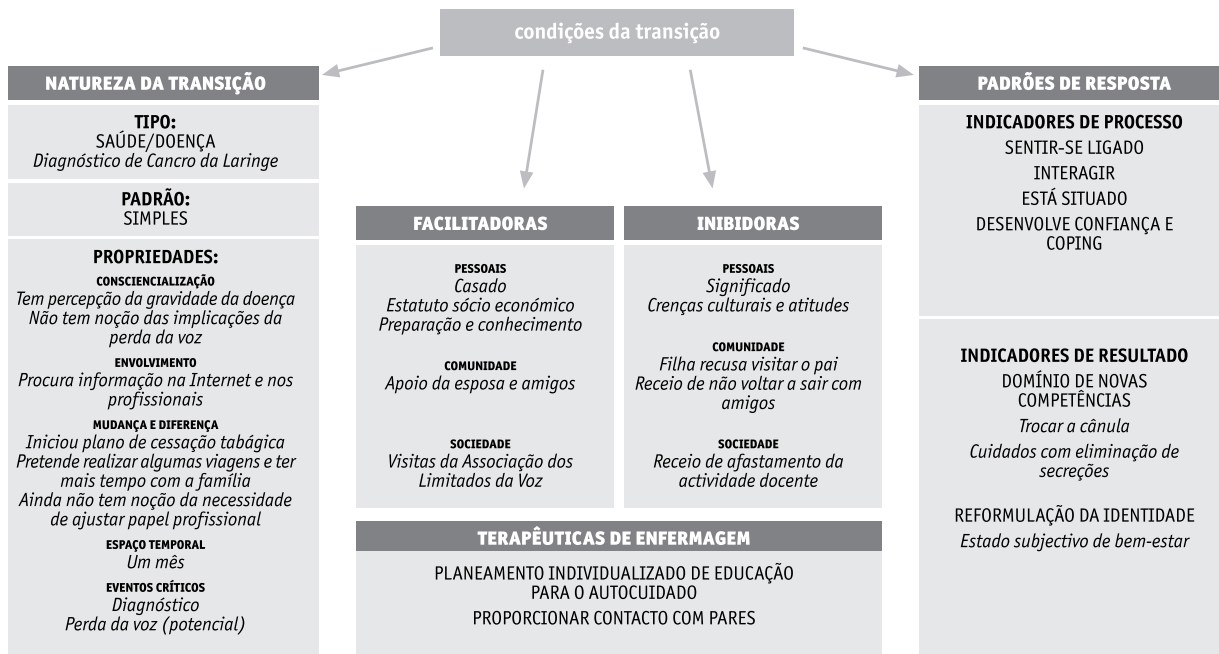 condições da transição
NATUREZA DA TRANSIÇÃO
TIPO:
SAÚDE/DOENÇA
Diagnóstico de Cancro da Laringe
PADRÃO:
SIMPLES
PROPRIEDADES:
CONSCIENCIALIZAÇÃO
Tem percepção da gravidade da doença
Não tem noção das implicações da
perda da voz
ENVOLVIMENTO
Procura informação na Internet e nos
profissionais
MUDANÇA E DIFERENÇA
Iniciou plano de cessação tabágica
Pretende realizar algumas viagens e ter
mais tempo com a família
Ainda não tem noção da necessidade
de ajustar papel profissional
ESPAÇO TEMPORAL
Um mês
EVENTOS CRÍTICOS
Diagnóstico
Perda da voz (potencial)
FACILITADORAS
PESSOAIS
Casado
Estatuto sócio económico
Preparação e conhecimento
COMUNIDADE
Apoio da esposa e amigos
SOCIEDADE
Visitas da Associação dos
Limitados da Voz
INIBIDORAS
PESSOAIS
Significado
Crenças culturais e atitudes
COMUNIDADE
Filha recusa visitar o pai
Receio de não voltar a sair com
amigos
SOCIEDADE
Receio de afastamento da
actividade docente
TERAPÊUTICAS DE ENFERMAGEM
PLANEAMENTO INDIVIDUALIZADO DE EDUCAÇÃO
PARA O AUTOCUIDADO
PROPORCIONAR CONTACTO COM PARES
PADRÕES DE RESPOSTA
INDICADORES DE PROCESSO
SENTIR-SE LIGADO
INTERAGIR
ESTÁ SITUADO
DESENVOLVE CONFIANÇA E
COPING
INDICADORES DE RESULTADO
DOMÍNIO DE NOVAS
COMPETÊNCIAS
Trocar a cânula
Cuidados com eliminação de
secreções
REFORMULAÇÃO DA IDENTIDADE
Estado subjectivo de bem-estar